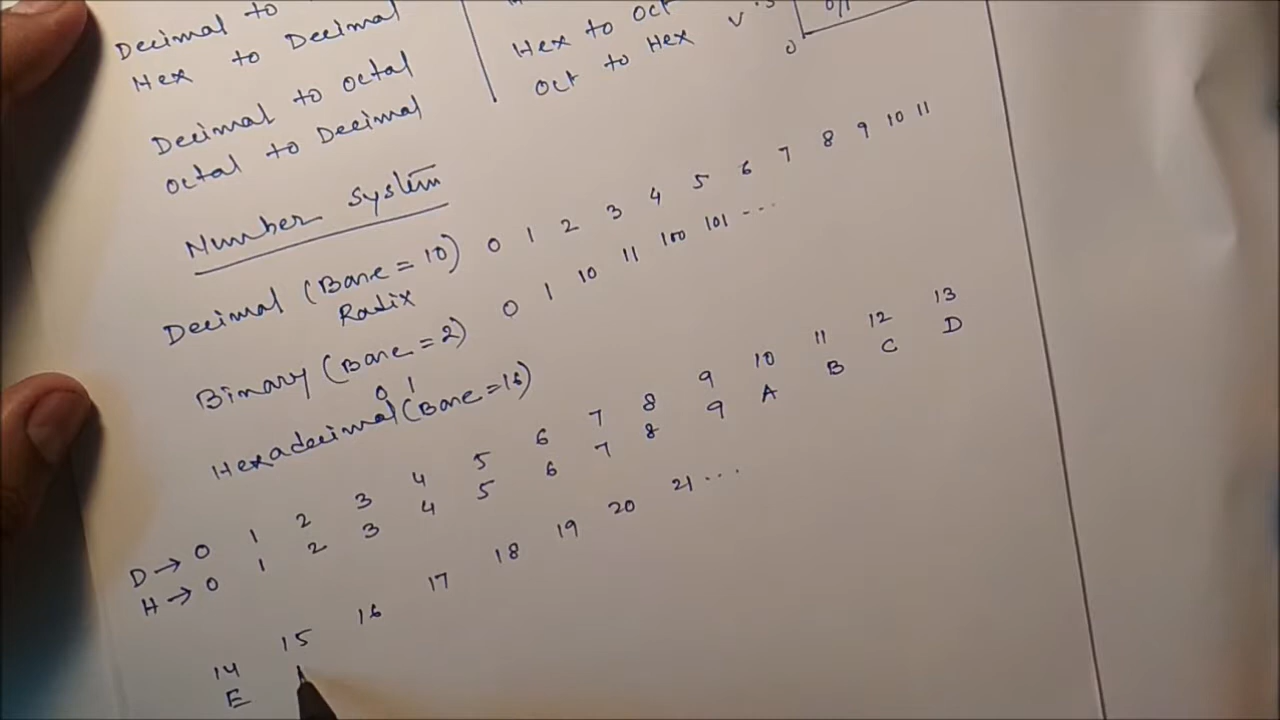 Decimal to
Hex to Decimal
Decimal to octal
octal to Decimal
Hex to Oct
Oct to Hex
0
Number System
Decimal (Base = 10) 0 1 2 3 4 5 6 7 8 9 10 11
Radix
Binary (Base = 2) 0 1 10 11 100 101 ...
0 1
Hexadecimal (Base = 16)
D → 0 1 2 3 4 5 6 7 8 9 10 11 12 13
H → 0 1 2 3 4 5 6 7 8 9 A B C D
14 15 16 17 18 19 20 21 ...
E